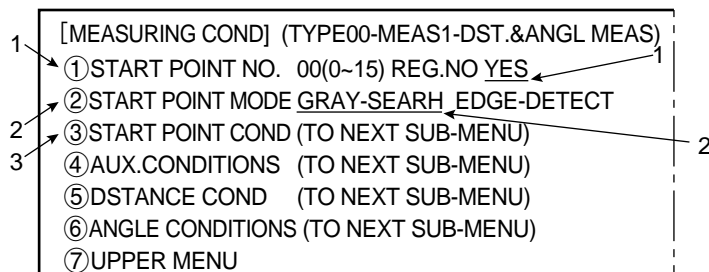 [MEASURING COND] (TYPE00-MEAS1-DST.&ANGL MEAS)
1 ①START POINT NO. 00(0~15) REG.NO YES 1
2 ②START POINT MODE GRAY-SEARH EDGE-DETECT
3 ③START POINT COND (TO NEXT SUB-MENU) 2
④AUX.CONDITIONS (TO NEXT SUB-MENU)
⑤DSTANCE COND (TO NEXT SUB-MENU)
⑥ANGLE CONDITIONS (TO NEXT SUB-MENU)
⑦UPPER MENU